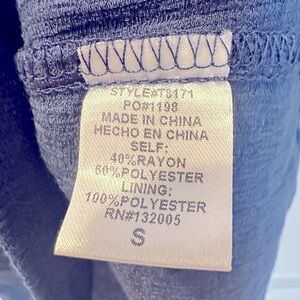 STYLE#T8171
PO#1198
MADE IN CHINA
HECHO EN CHINA
SELF:
40%RAYON
60%POLYESTER
LINING:
100%POLYESTER
RN#132005
S